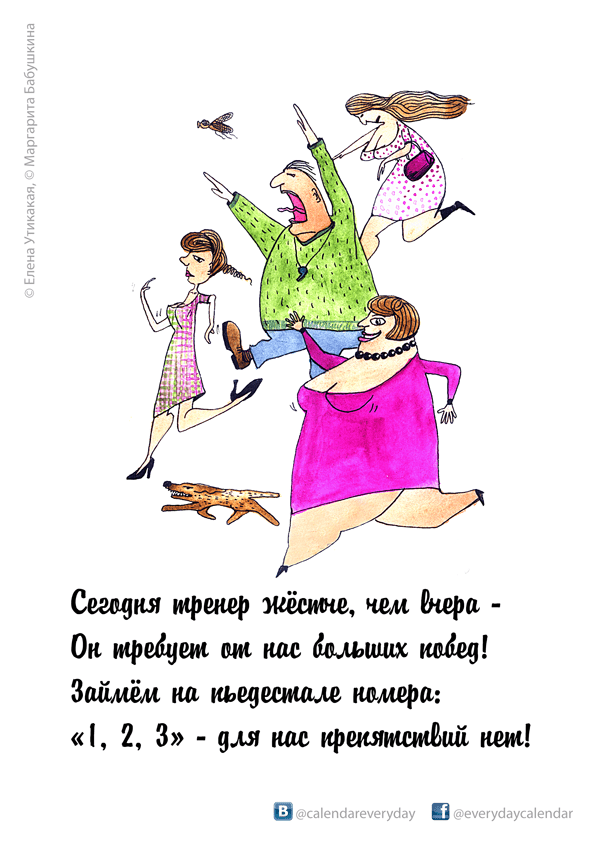 © Елена Утикакая, © Маргарита Бабушкина
Сегодня тренер жёстче, чем вчера -
Он требует от нас больших побед!
Займём на пьедестале номера:
«1, 2, 3» - для нас препятствий нет!
B @calendareveryday f @everydaycalendar